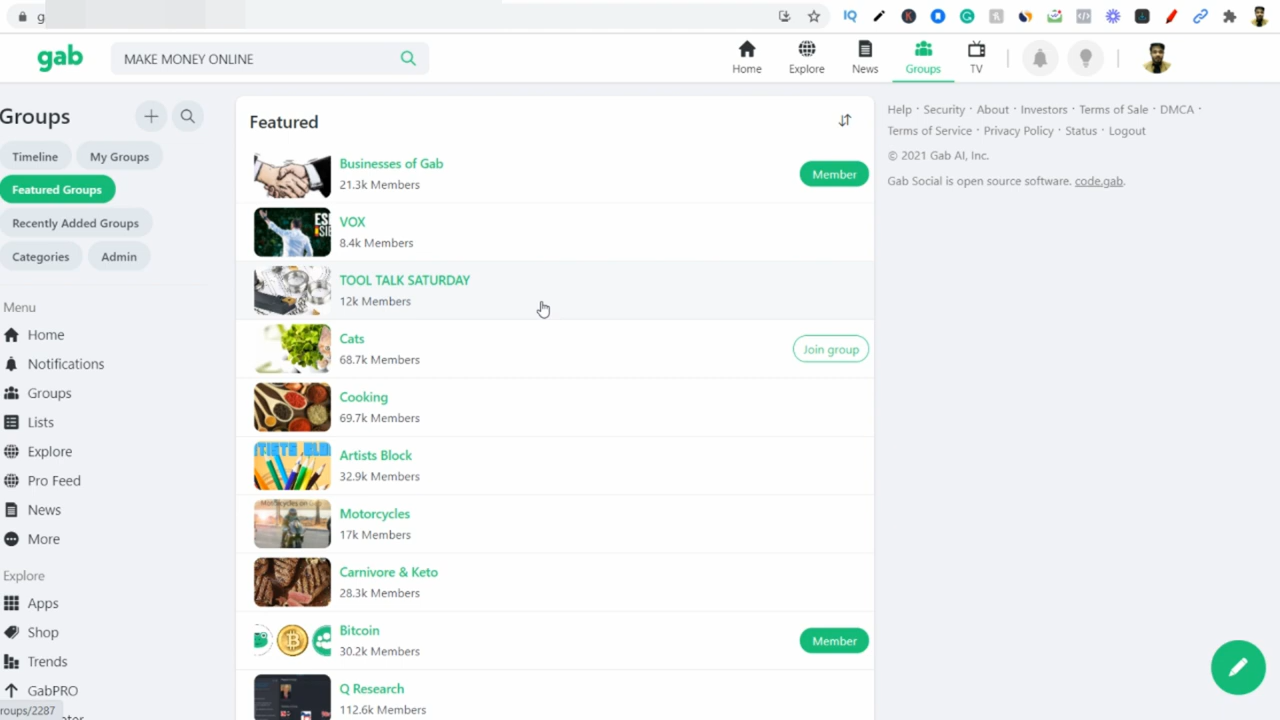 g
gab
MAKE MONEY ONLINE
Home
Explore
News
Groups
TV
Groups
Timeline
My Groups
Featured Groups
Recently Added Groups
Categories
Admin
Menu
Home
Notifications
Groups
Lists
Explore
Pro Feed
News
More
Explore
Apps
Shop
Trends
GabPRO
roups/2287
Featured
Businesses of Gab
21.3k Members
Member
VOX
8.4k Members
TOOL TALK SATURDAY
12k Members
Cats
68.7k Members
Join group
Cooking
69.7k Members
Artists Block
32.9k Members
Motorcycles
17k Members
Carnivore & Keto
28.3k Members
Bitcoin
30.2k Members
Member
Q Research
112.6k Members
Help · Security · About · Investors · Terms of Sale · DMCA ·
Terms of Service · Privacy Policy · Status · Logout
© 2021 Gab AI, Inc.
Gab Social is open source software. code.gab.